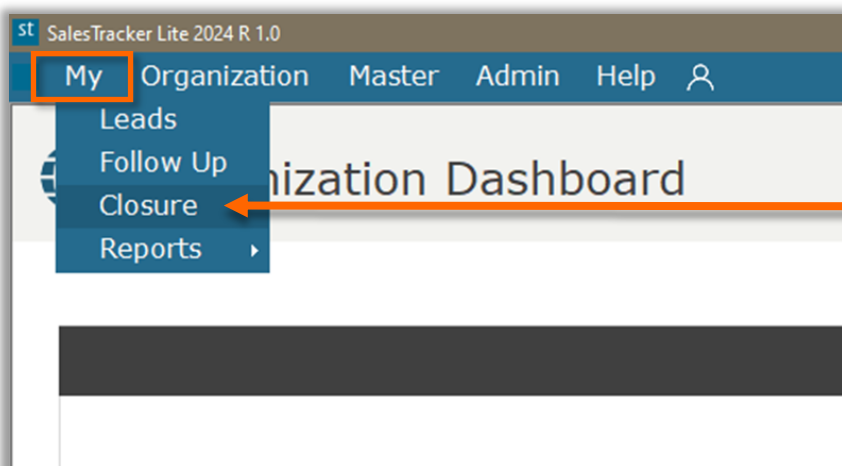 st SalesTracker Lite 2024 R 1.0
My Organization Master Admin Help
Leads
Follow Up
nization Dashboard
Closure
Reports